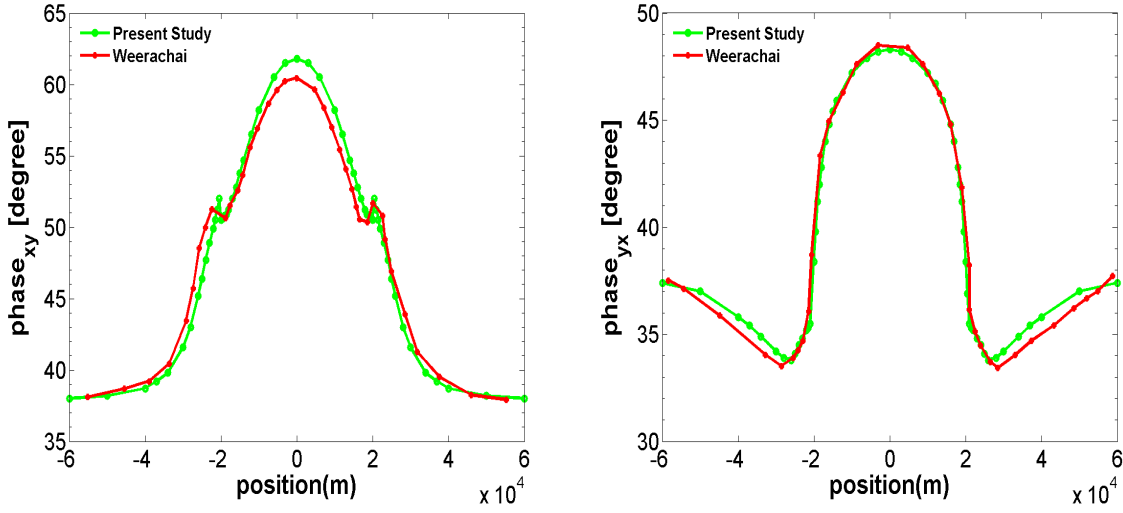 65
60
55
50
45
40
35
phase_xy [degree]
Present Study
Weerachai
-6 -4 -2 0 2 4 6
position(m)
x 10^4
50
45
40
35
30
phase_yx [degree]
Present Study
Weerachai
-6 -4 -2 0 2 4 6
position(m)
x 10^4